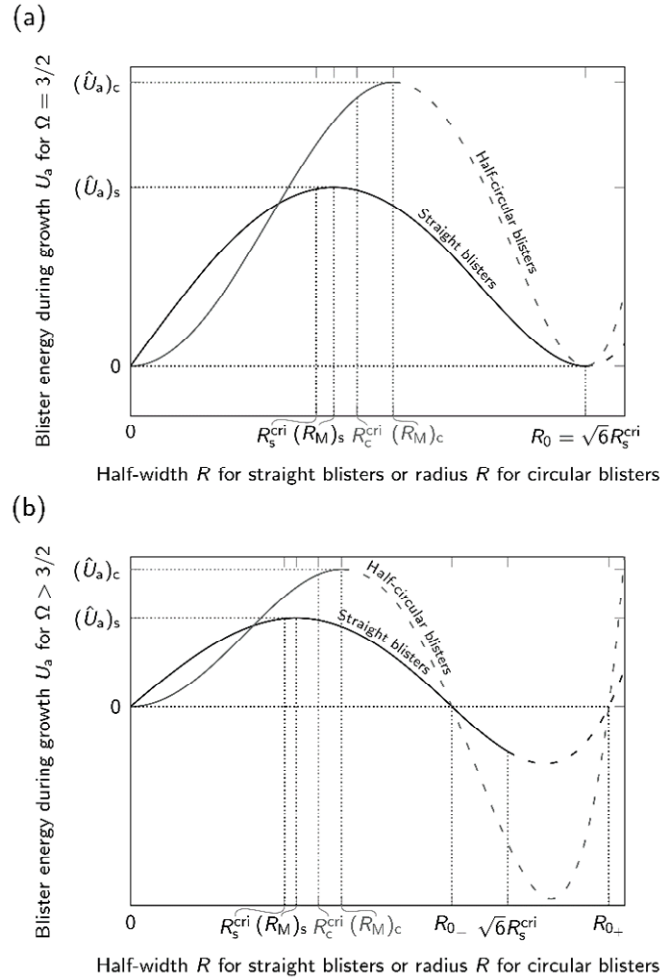 (a)
Blister energy during growth U_a for Ω = 3/2
(Û_a)_c
(Û_a)_s
0
Half-circular blisters
Straight blisters
0
R_s^cri (R_M)_s R_c^cri (R_M)_c R_0 = √6R_s^cri
Half-width R for straight blisters or radius R for circular blisters
(b)
Blister energy during growth U_a for Ω > 3/2
(Û_a)_c
(Û_a)_s
0
Half-circular blisters
Straight blisters
0
R_s^cri (R_M)_s R_c^cri (R_M)_c R_0_- √6R_s^cri R_0_+
Half-width R for straight blisters or radius R for circular blisters